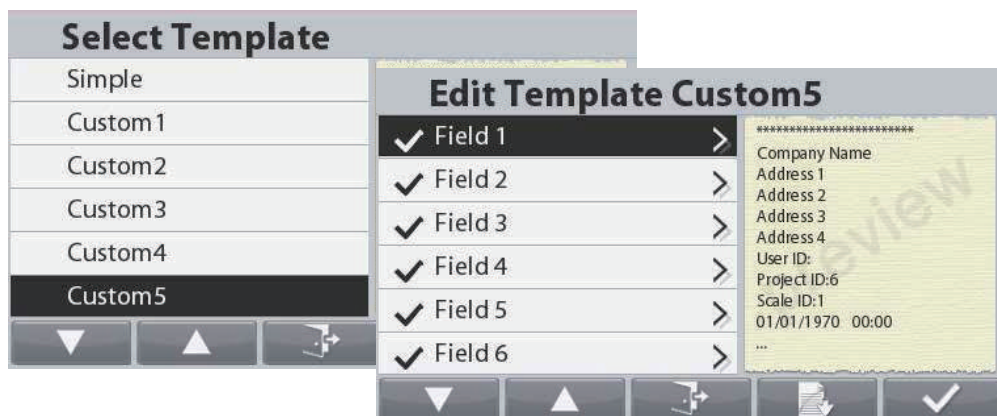 Select Template
Simple
Custom1
Custom2
Custom3
Custom4
Custom5
Edit Template Custom5
Field 1
Field 2
Field 3
Field 4
Field 5
Field 6
************************
Company Name
Address 1
Address 2
Address 3
Address 4
User ID:
Project ID:6
Scale ID:1
01/01/1970 00:00
...